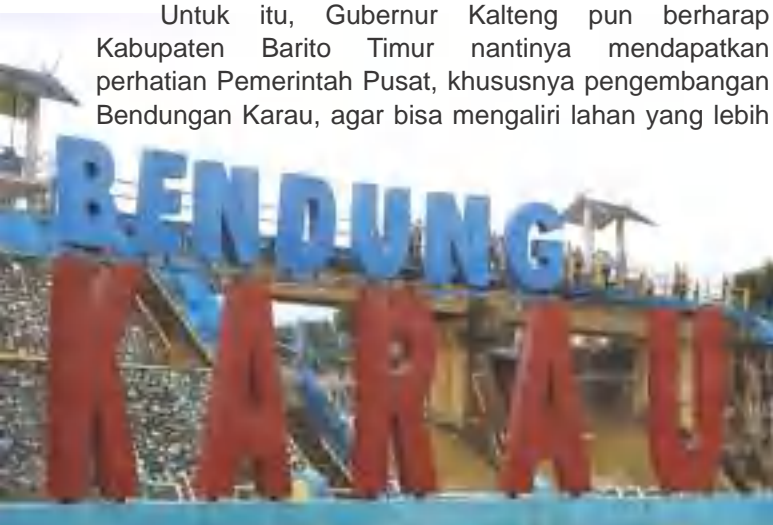 Untuk itu, Gubernur Kalteng pun berharap
Kabupaten Barito Timur nantinya mendapatkan
perhatian Pemerintah Pusat, khususnya pengembangan
Bendungan Karau, agar bisa mengaliri lahan yang lebih
BENDUNG
KARAU